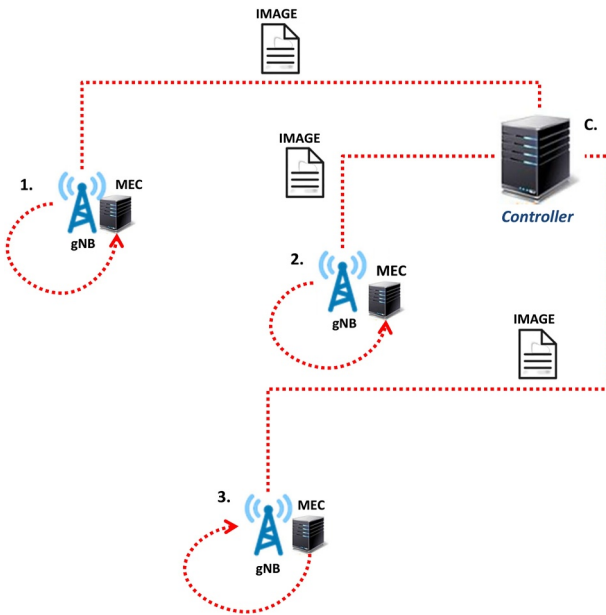 IMAGE
C.
IMAGE
1.
MEC
Controller
gNB
2.
MEC
gNB
IMAGE
3.
MEC
gNB